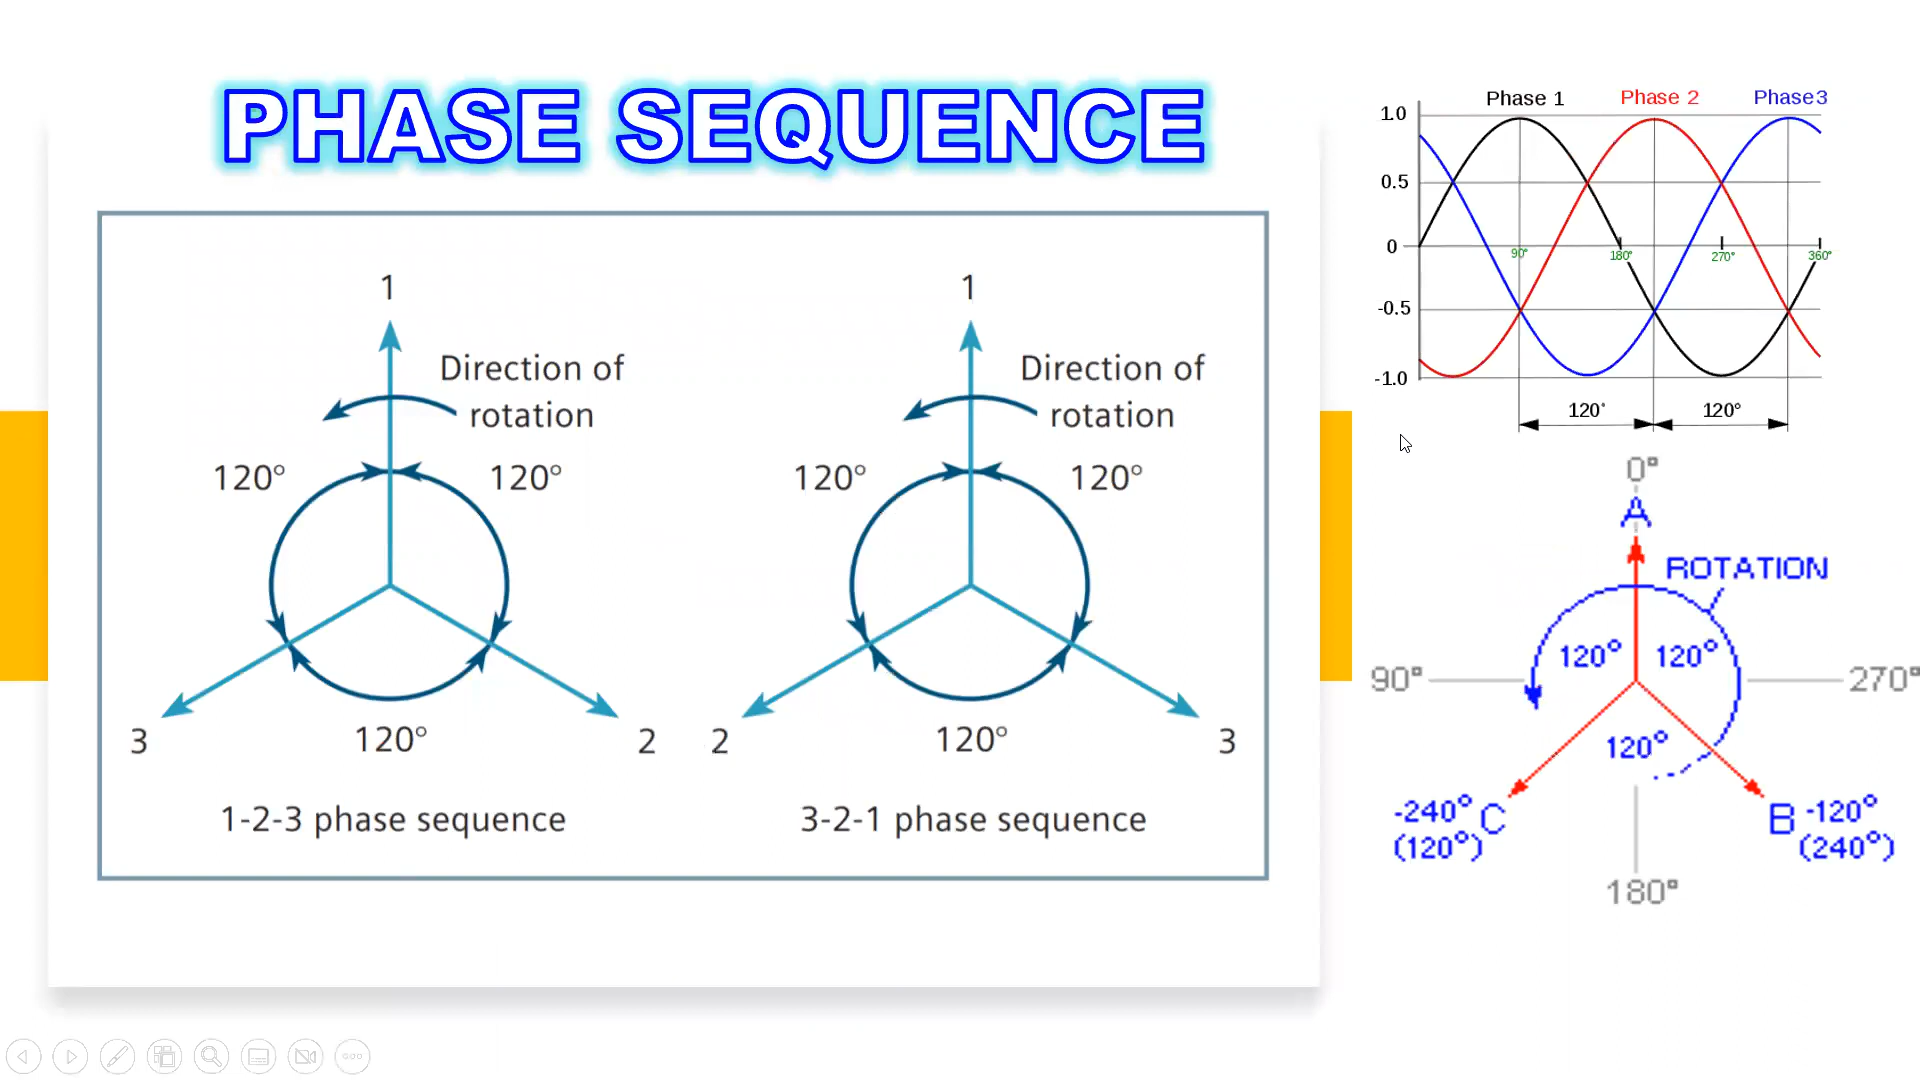 PHASE SEQUENCE
1
Direction of
rotation
120°
120°
3
120°
2
1-2-3 phase sequence
1
Direction of
rotation
120°
120°
2
120°
3
3-2-1 phase sequence
Phase 1
Phase 2
Phase3
1.0
0.5
0
90°
180°
270°
360°
-0.5
-1.0
120°
120°
0°
A
ROTATION
120°
120°
90°
270°
120°
-240°
(120°)
C
B
-120°
(240°)
180°